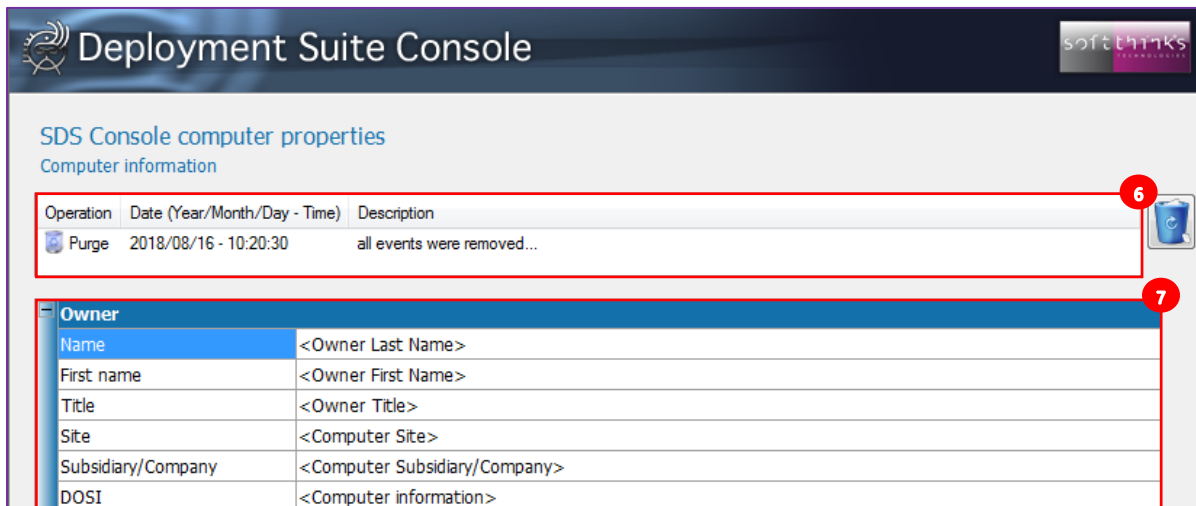 Deployment Suite Console
softthinks
TECHNOLOGIES
SDS Console computer properties
Computer information
6
Operation Date (Year/Month/Day - Time) Description
Purge 2018/08/16 - 10:20:30 all events were removed...
7
Owner
Name <Owner Last Name>
First name <Owner First Name>
Title <Owner Title>
Site <Computer Site>
Subsidiary/Company <Computer Subsidiary/Company>
DOSI <Computer information>